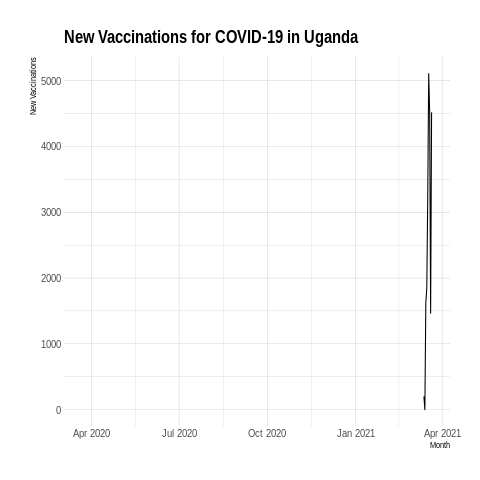 New Vaccinations for COVID-19 in Uganda
New Vaccinations
5000
4000
3000
2000
1000
0
Apr 2020 Jul 2020 Oct 2020 Jan 2021 Apr 2021
Month